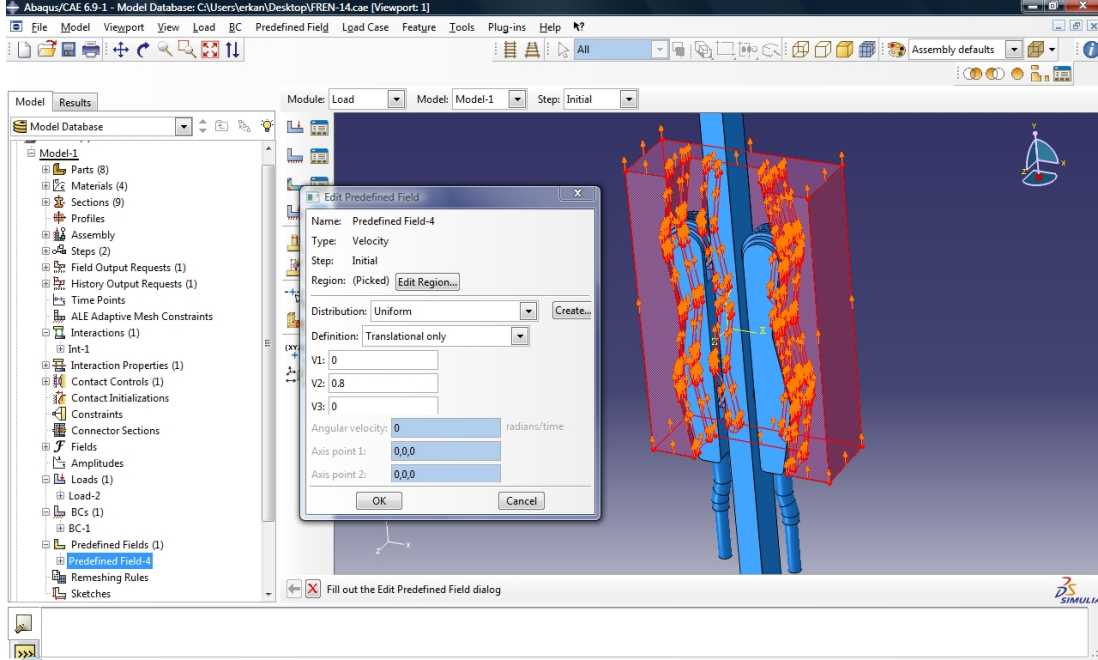 Abaqus/CAE 6.9-1 - Model Database: C:\Users\erkan\Desktop\FREN-14.cae [Viewport: 1]
File Model Viewport View Load BC Predefined Field Load Case Feature Tools Plug-ins Help
All
Assembly defaults
Model Results
Module: Load Model: Model-1 Step: Initial
Model Database
Model-1
Parts (8)
Materials (4)
Sections (9)
Profiles
Assembly
Steps (2)
Field Output Requests (1)
History Output Requests (1)
Time Points
ALE Adaptive Mesh Constraints
Interactions (1)
Int-1
Interaction Properties (1)
Contact Controls (1)
Contact Initializations
Constraints
Connector Sections
Fields
Amplitudes
Loads (1)
Load-2
BCs (1)
BC-1
Predefined Fields (1)
Predefined Field-4
Remeshing Rules
Sketches
Edit Predefined Field
Name: Predefined Field-4
Type: Velocity
Step: Initial
Region: (Picked) Edit Region...
Distribution: Uniform Create...
Definition: Translational only
V1: 0
V2: 0.8
V3: 0
Angular velocity: 0 radians/time
Axis point 1: 0,0,0
Axis point 2: 0,0,0
OK Cancel
Y
X
Z
X
Z
x
z
Fill out the Edit Predefined Field dialog
SIMULIA
>>>